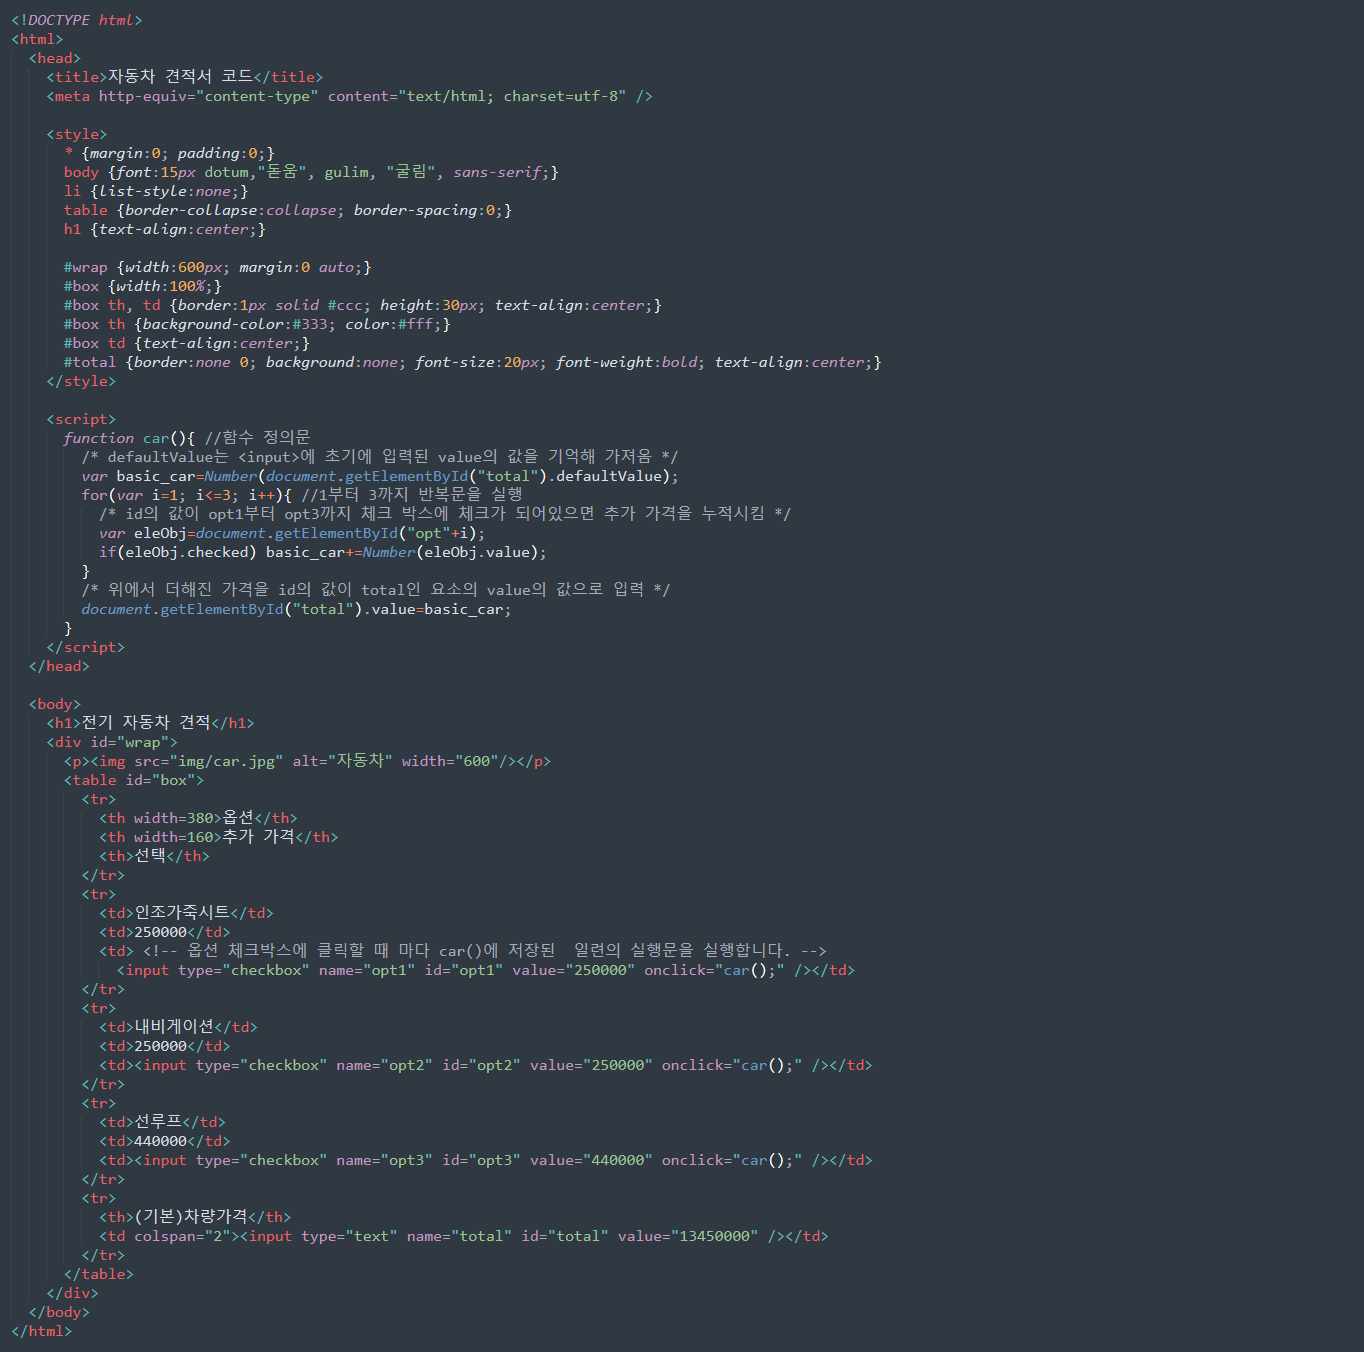 <!DOCTYPE html>
<html>
<head>
<title>자동차 견적서 코드</title>
<meta http-equiv="content-type" content="text/html; charset=utf-8" />
<style>
* {margin:0; padding:0;}
body {font:15px dotum,"돋움", gulim, "굴림", sans-serif;}
li {list-style:none;}
table {border-collapse:collapse; border-spacing:0;}
h1 {text-align:center;}
#wrap {width:600px; margin:0 auto;}
#box {width:100%;}
#box th, td {border:1px solid #ccc; height:30px; text-align:center;}
#box th {background-color:#333; color:#fff;}
#box td {text-align:center;}
#total {border:none 0; background:none; font-size:20px; font-weight:bold; text-align:center;}
</style>
<script>
function car(){ //함수 정의문
/* defaultValue는 <input>에 초기에 입력된 value의 값을 기억해 가져옴 */
var basic_car=Number(document.getElementById("total").defaultValue);
for(var i=1; i<=3; i++){ //1부터 3까지 반복문을 실행
/* id의 값이 opt1부터 opt3까지 체크 박스에 체크가 되어있으면 추가 가격을 누적시킴 */
var eleObj=document.getElementById("opt"+i);
if(eleObj.checked) basic_car+=Number(eleObj.value);
}
/* 위에서 더해진 가격을 id의 값이 total인 요소의 value의 값으로 입력 */
document.getElementById("total").value=basic_car;
}
</script>
</head>
<body>
<h1>전기 자동차 견적</h1>
<div id="wrap">
<p><img src="img/car.jpg" alt="자동차" width="600"/></p>
<table id="box">
<tr>
<th width=380>옵션</th>
<th width=160>추가 가격</th>
<th>선택</th>
</tr>
<tr>
<td>인조가죽시트</td>
<td>250000</td>
<td> <!-- 옵션 체크박스에 클릭할 때 마다 car()에 저장된  일련의 실행문을 실행합니다. -->
<input type="checkbox" name="opt1" id="opt1" value="250000" onclick="car();" /></td>
</tr>
<tr>
<td>내비게이션</td>
<td>250000</td>
<td><input type="checkbox" name="opt2" id="opt2" value="250000" onclick="car();" /></td>
</tr>
<tr>
<td>선루프</td>
<td>440000</td>
<td><input type="checkbox" name="opt3" id="opt3" value="440000" onclick="car();" /></td>
</tr>
<tr>
<th>(기본)차량가격</th>
<td colspan="2"><input type="text" name="total" id="total" value="13450000" /></td>
</tr>
</table>
</div>
</body>
</html>